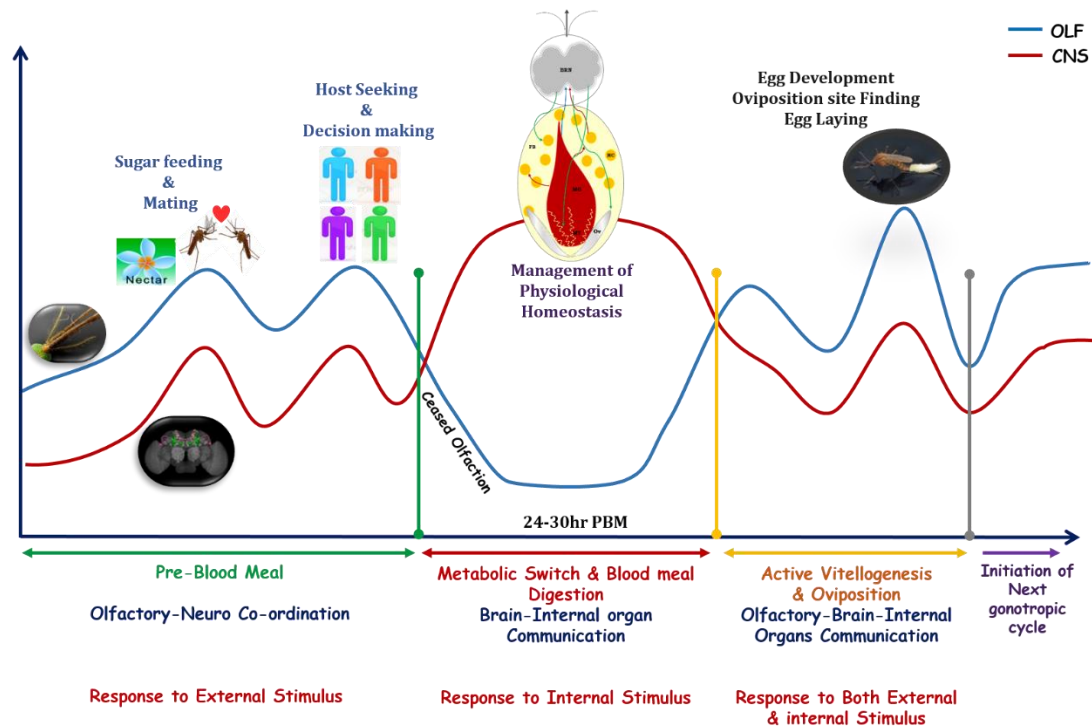 OLF
CNS
Host Seeking
&
Decision making
Sugar feeding
&
Mating
Nectar
Egg Development
Oviposition site Finding
Egg Laying
BRN
FB
Ov
Management of
Physiological
Homeostasis
Ceased Olfaction
24-30hr PBM
Pre-Blood Meal
Olfactory-Neuro Co-ordination
Response to External Stimulus
Metabolic Switch & Blood meal
Digestion
Brain-Internal organ
Communication
Response to Internal Stimulus
Active Vitellogenesis
& Oviposition
Olfactory-Brain-Internal
Organs Communication
Response to Both External
& internal Stimulus
Initiation of
Next
gonotropic
cycle